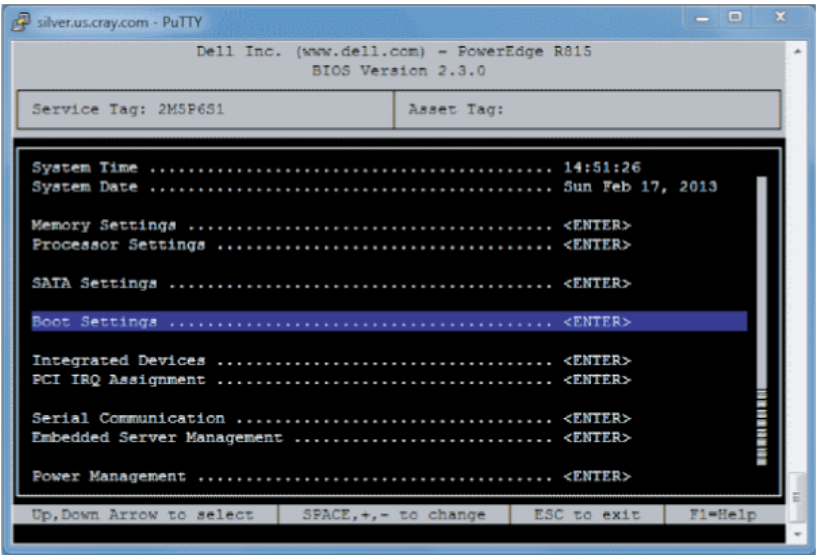 silver.us.cray.com - PuTTY
Dell Inc. (www.dell.com) - PowerEdge R815
BIOS Version 2.3.0
Service Tag: 2M5P6S1 Asset Tag:
System Time ......................................... 14:51:26
System Date ......................................... Sun Feb 17, 2013
Memory Settings ..................................... <ENTER>
Processor Settings .................................. <ENTER>
SATA Settings ....................................... <ENTER>
Boot Settings ....................................... <ENTER>
Integrated Devices .................................. <ENTER>
PCI IRQ Assignment .................................. <ENTER>
Serial Communication ................................ <ENTER>
Embedded Server Management .......................... <ENTER>
Power Management .................................... <ENTER>
Up,Down Arrow to select SPACE,+,- to change ESC to exit F1=Help